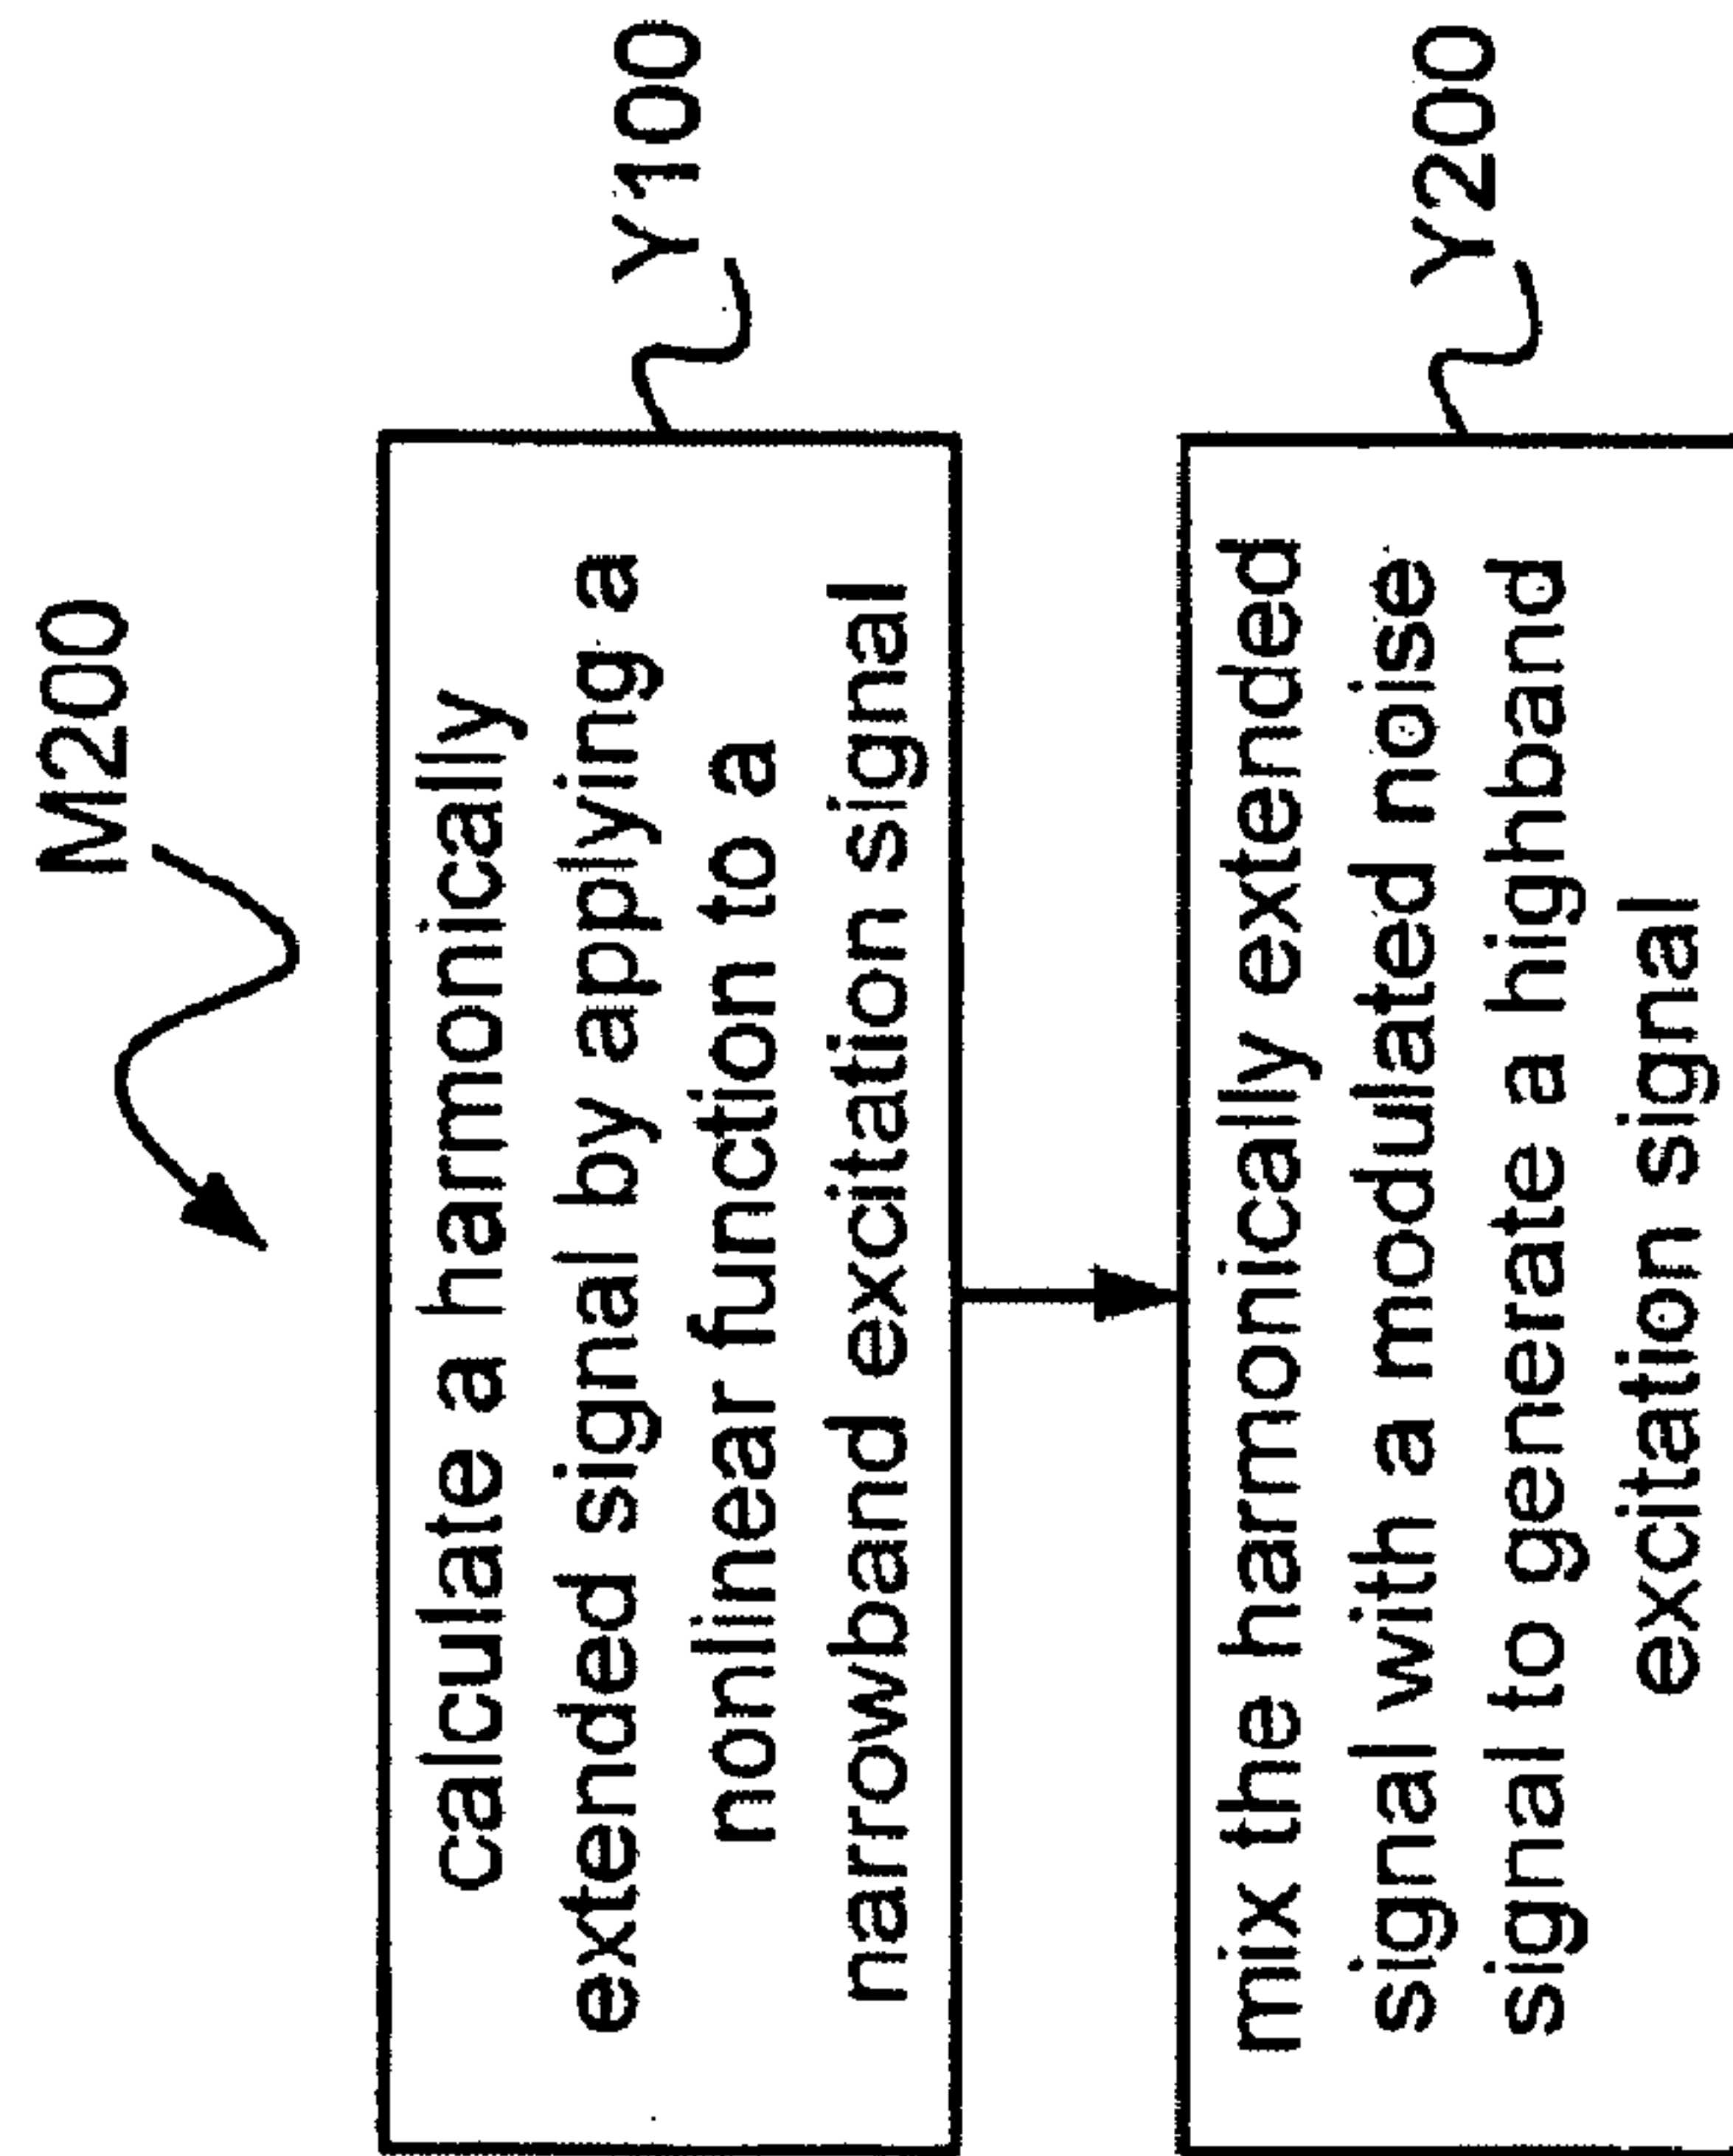 M200
calculate a harmonically
extended signal by applying a
nonlinear function to a
narrowband excitation signal
Y100
mix the harmonically extended
signal with a modulated noise
signal to generate a highband
excitation signal
Y200